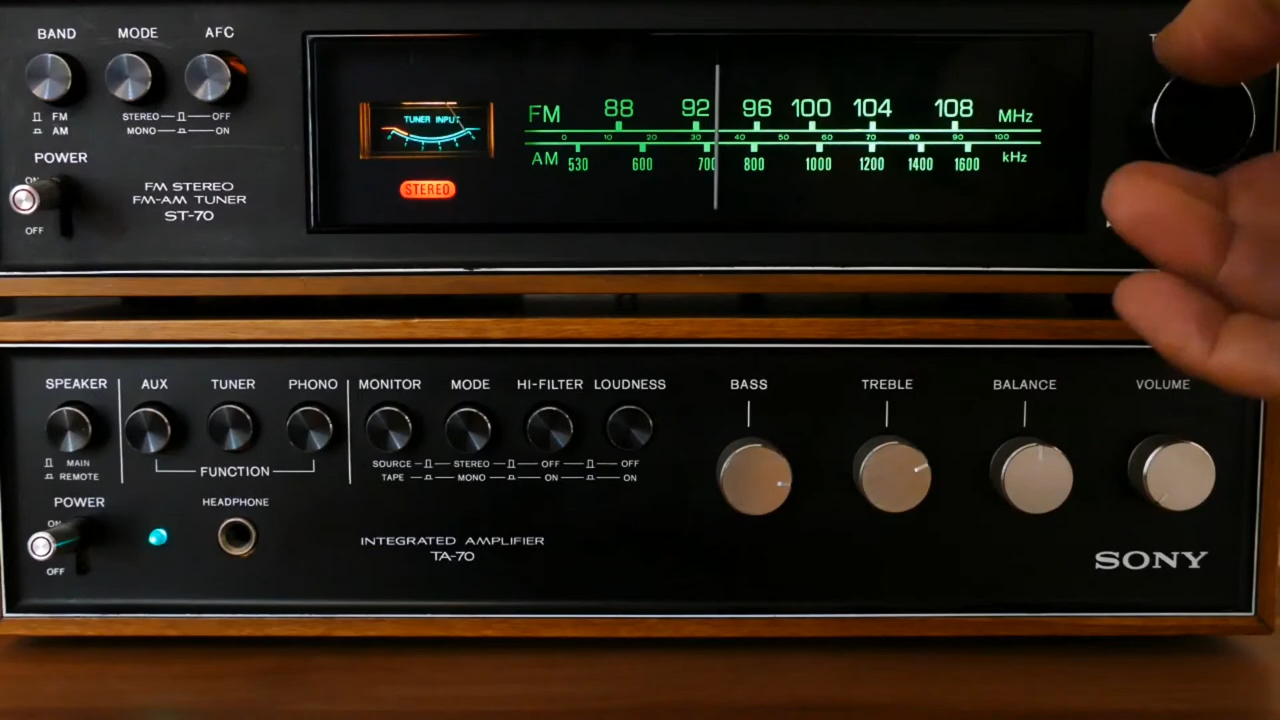 BAND MODE AFC
FM
AM
STEREO OFF
MONO ON
POWER
ON
OFF
FM STEREO
FM-AM TUNER
ST-70
TUNER INPUT
STEREO
FM 88 92 96 100 104 108 MHz
0 10 20 30 40 50 60 70 80 90 100
AM 530 600 700 800 1000 1200 1400 1600 kHz
SPEAKER AUX TUNER PHONO MONITOR MODE HI-FILTER LOUDNESS BASS TREBLE BALANCE VOLUME
MAIN
REMOTE
FUNCTION
SOURCE STEREO OFF OFF
TAPE MONO ON ON
POWER
ON
OFF
HEADPHONE
INTEGRATED AMPLIFIER
TA-70
SONY